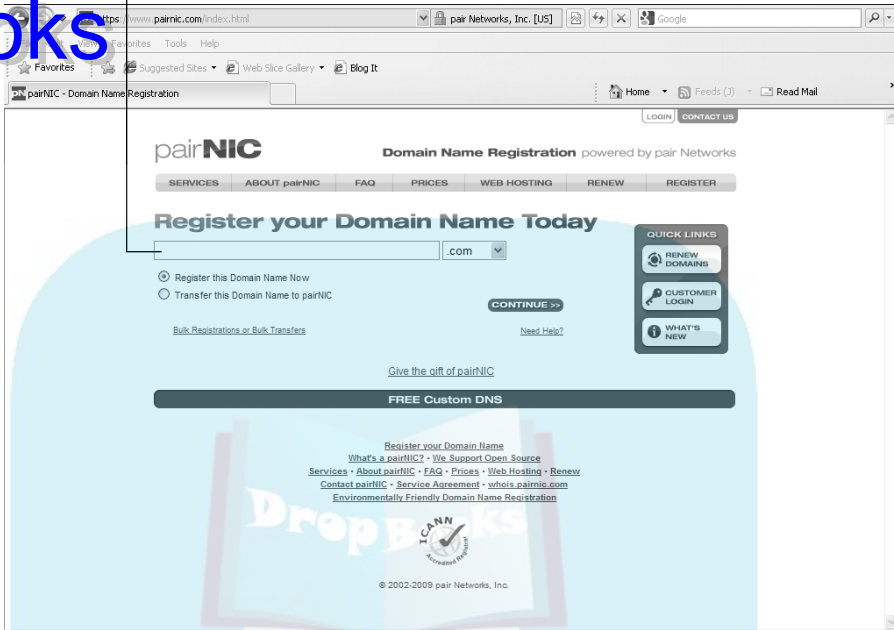 oks
https://www.pairnic.com/index.html
pair Networks, Inc. [US]
Google
View Favorites Tools Help
Favorites Suggested Sites Web Slice Gallery Blog It
pairNIC - Domain Name Registration
Home Feeds (J) Read Mail
LOGIN CONTACT US
pairNIC
Domain Name Registration powered by pair Networks
SERVICES ABOUT pairNIC FAQ PRICES WEB HOSTING RENEW REGISTER
Register your Domain Name Today
.com
Register this Domain Name Now
Transfer this Domain Name to pairNIC
CONTINUE >>
Bulk Registrations or Bulk Transfers
Need Help?
QUICK LINKS
RENEW DOMAINS
CUSTOMER LOGIN
WHAT'S NEW
Give the gift of pairNIC
FREE Custom DNS
Register your Domain Name
What's a pairNIC? • We Support Open Source
Services • About pairNIC • FAQ • Prices • Web Hosting • Renew
Contact pairNIC • Service Agreement • whois.pairnic.com
Environmentally Friendly Domain Name Registration
DropBooks
ICANN
Accredited Registrar
© 2002-2009 pair Networks, Inc.